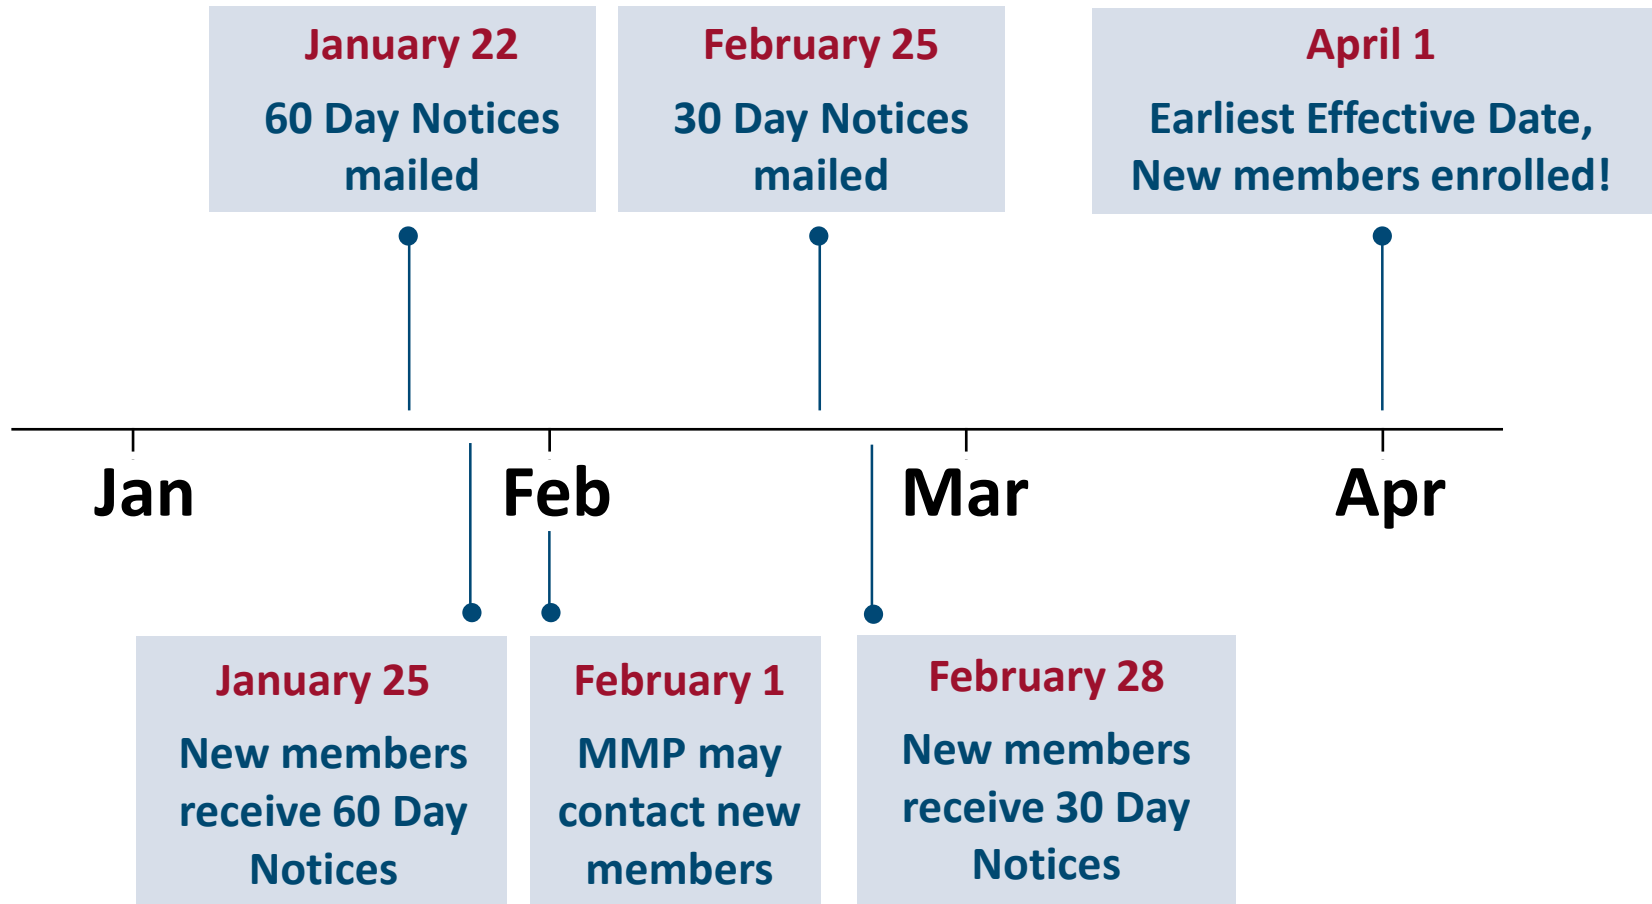 January 22
60 Day Notices
mailed
February 25
30 Day Notices
mailed
April 1
Earliest Effective Date,
New members enrolled!
Jan
Feb
Mar
Apr
January 25
New members
receive 60 Day
Notices
February 1
MMP may
contact new
members
February 28
New members
receive 30 Day
Notices